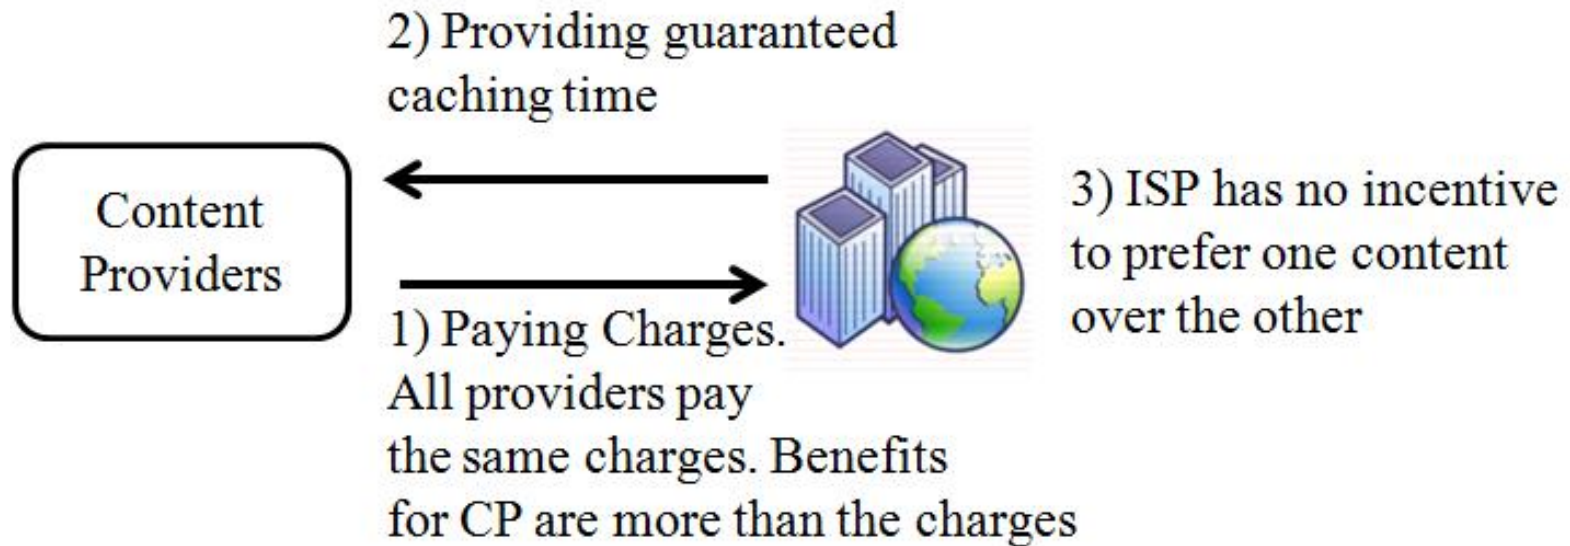 2) Providing guaranteed
caching time
Content
Providers
3) ISP has no incentive
to prefer one content
over the other
1) Paying Charges.
All providers pay
the same charges. Benefits
for CP are more than the charges